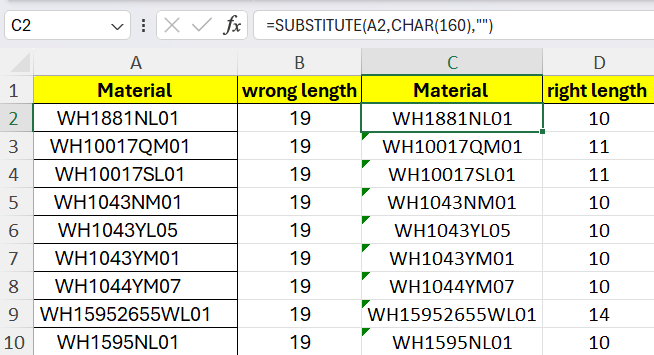 C2 fx =SUBSTITUTE(A2,CHAR(160),"")
A B C D
1 Material wrong length Material right length
2 WH1881NL01 19 WH1881NL01 10
3 WH10017QM01 19 WH10017QM01 11
4 WH10017SL01 19 WH10017SL01 11
5 WH1043NM01 19 WH1043NM01 10
6 WH1043YL05 19 WH1043YL05 10
7 WH1043YM01 19 WH1043YM01 10
8 WH1044YM07 19 WH1044YM07 10
9 WH15952655WL01 19 WH15952655WL01 14
10 WH1595NL01 19 WH1595NL01 10